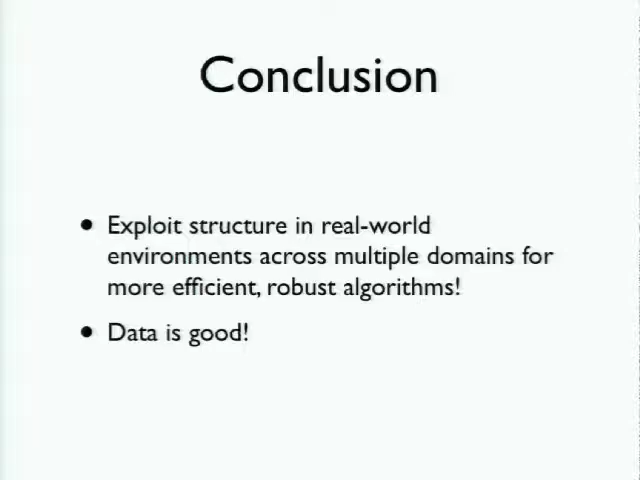 Conclusion
• Exploit structure in real-world
environments across multiple domains for
more efficient, robust algorithms!
• Data is good!